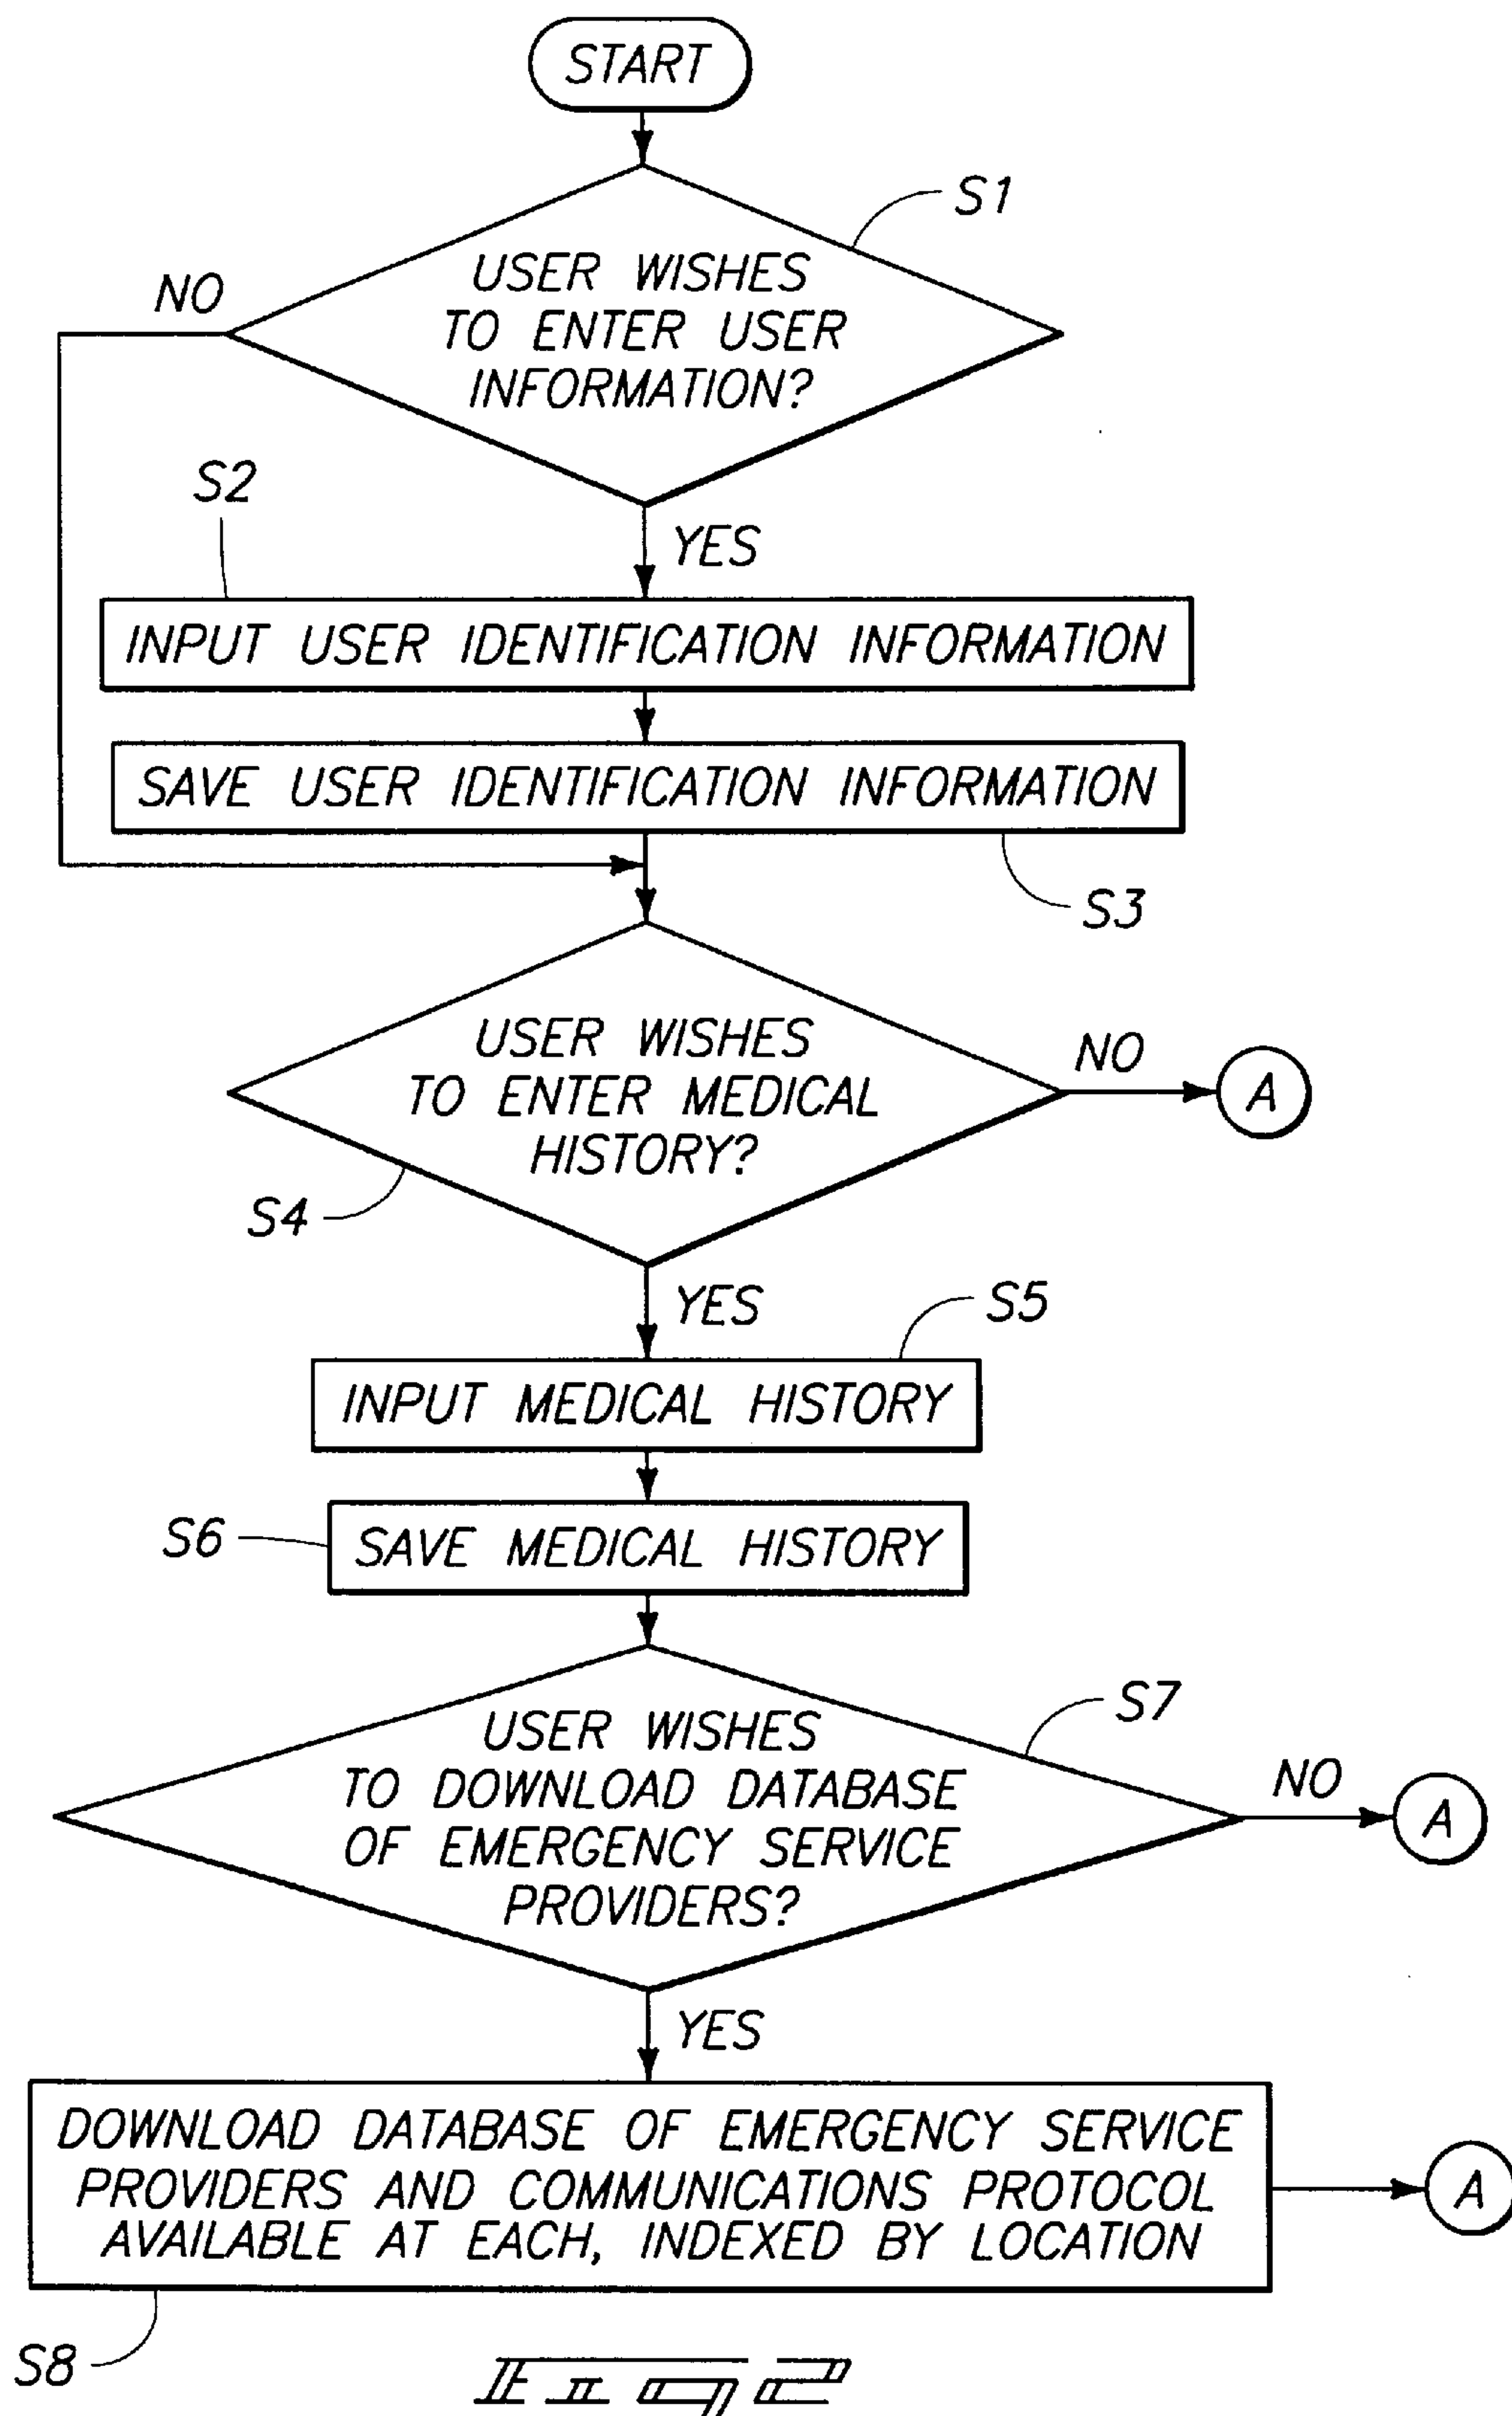 START
S1
USER WISHES
TO ENTER USER
INFORMATION?
NO
S2
YES
INPUT USER IDENTIFICATION INFORMATION
SAVE USER IDENTIFICATION INFORMATION
S3
USER WISHES
TO ENTER MEDICAL
HISTORY?
NO
A
S4
YES
S5
INPUT MEDICAL HISTORY
S6
SAVE MEDICAL HISTORY
S7
USER WISHES
TO DOWNLOAD DATABASE
OF EMERGENCY SERVICE
PROVIDERS?
NO
A
YES
DOWNLOAD DATABASE OF EMERGENCY SERVICE
PROVIDERS AND COMMUNICATIONS PROTOCOL
AVAILABLE AT EACH, INDEXED BY LOCATION
A
S8
Fig 2